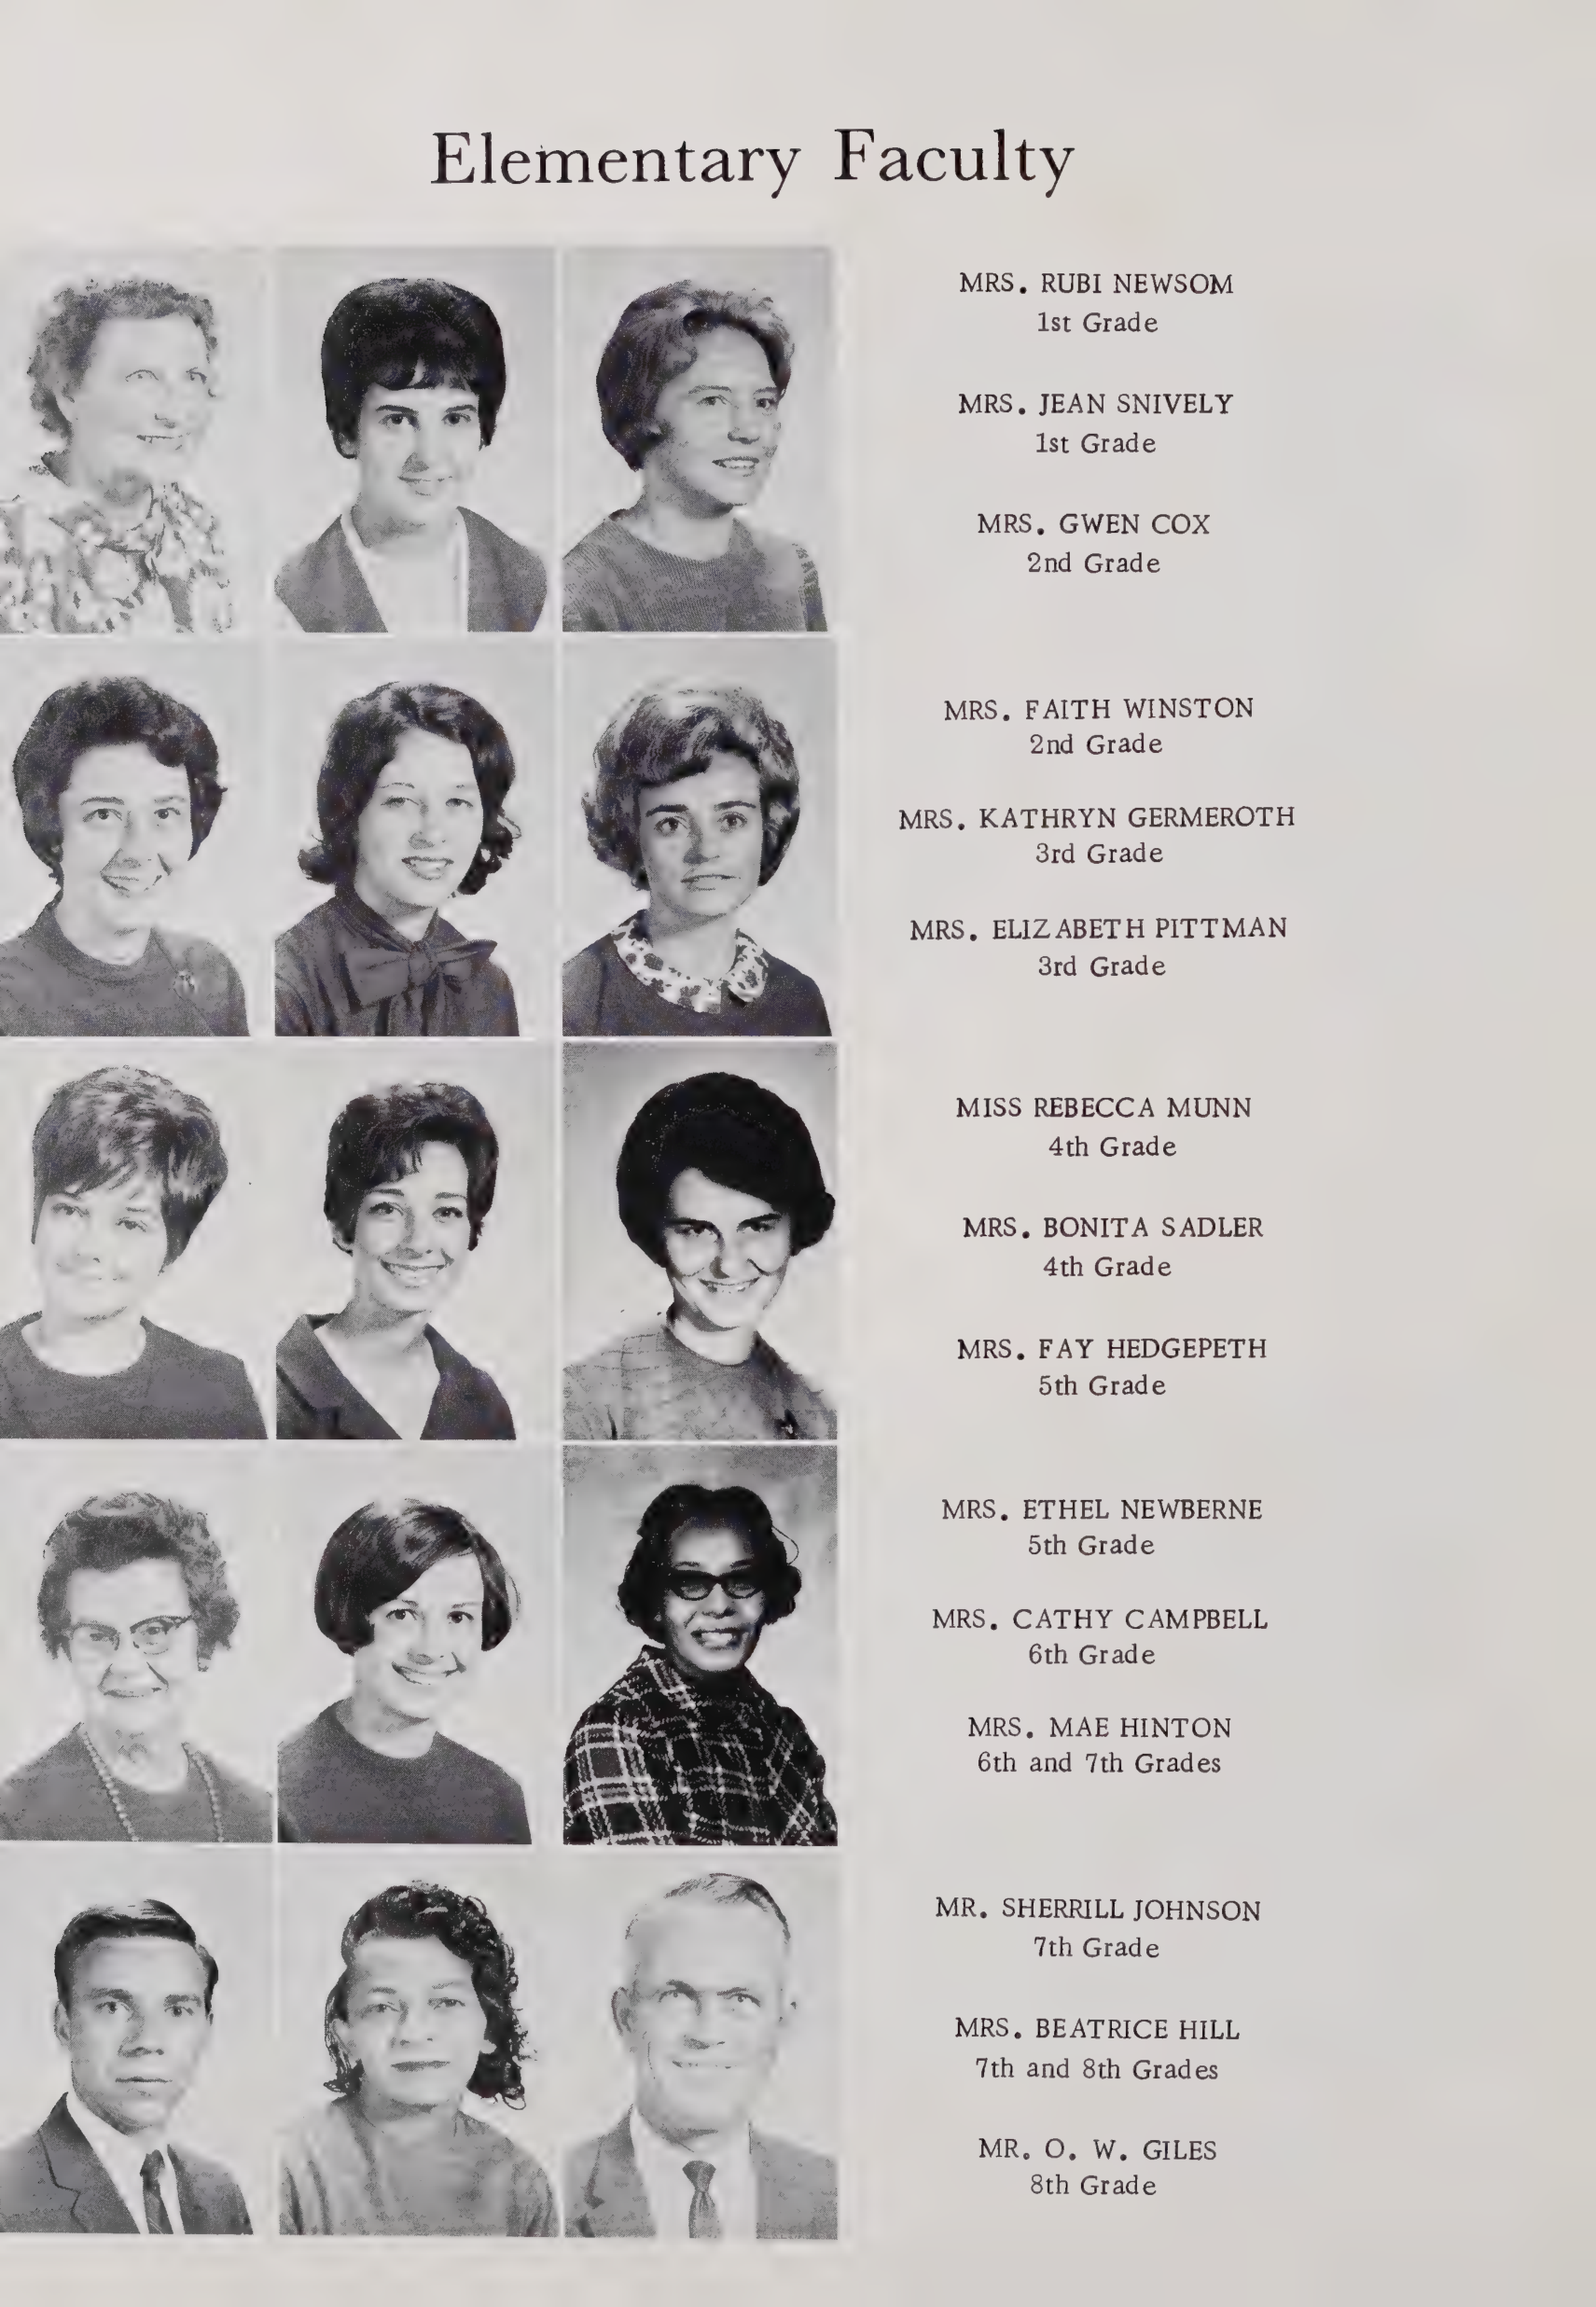 Elementary Faculty
MRS. RUBI NEWSOM
1st Grade
MRS. JEAN SNIVELY
1st Grade
MRS. GWEN COX
2nd Grade
MRS. FAITH WINSTON
2nd Grade
MRS. KATHRYN GERMEROTH
3rd Grade
MRS. ELIZABETH PITTMAN
3rd Grade
MISS REBECCA MUNN
4th Grade
MRS. BONITA SADLER
4th Grade
MRS. FAY HEDGEPETH
5th Grade
MRS. ETHEL NEWBERNE
5th Grade
MRS. CATHY CAMPBELL
6th Grade
MRS. MAE HINTON
6th and 7th Grades
MR. SHERRILL JOHNSON
7th Grade
MRS. BEATRICE HILL
7th and 8th Grades
MR. O. W. GILES
8th Grade